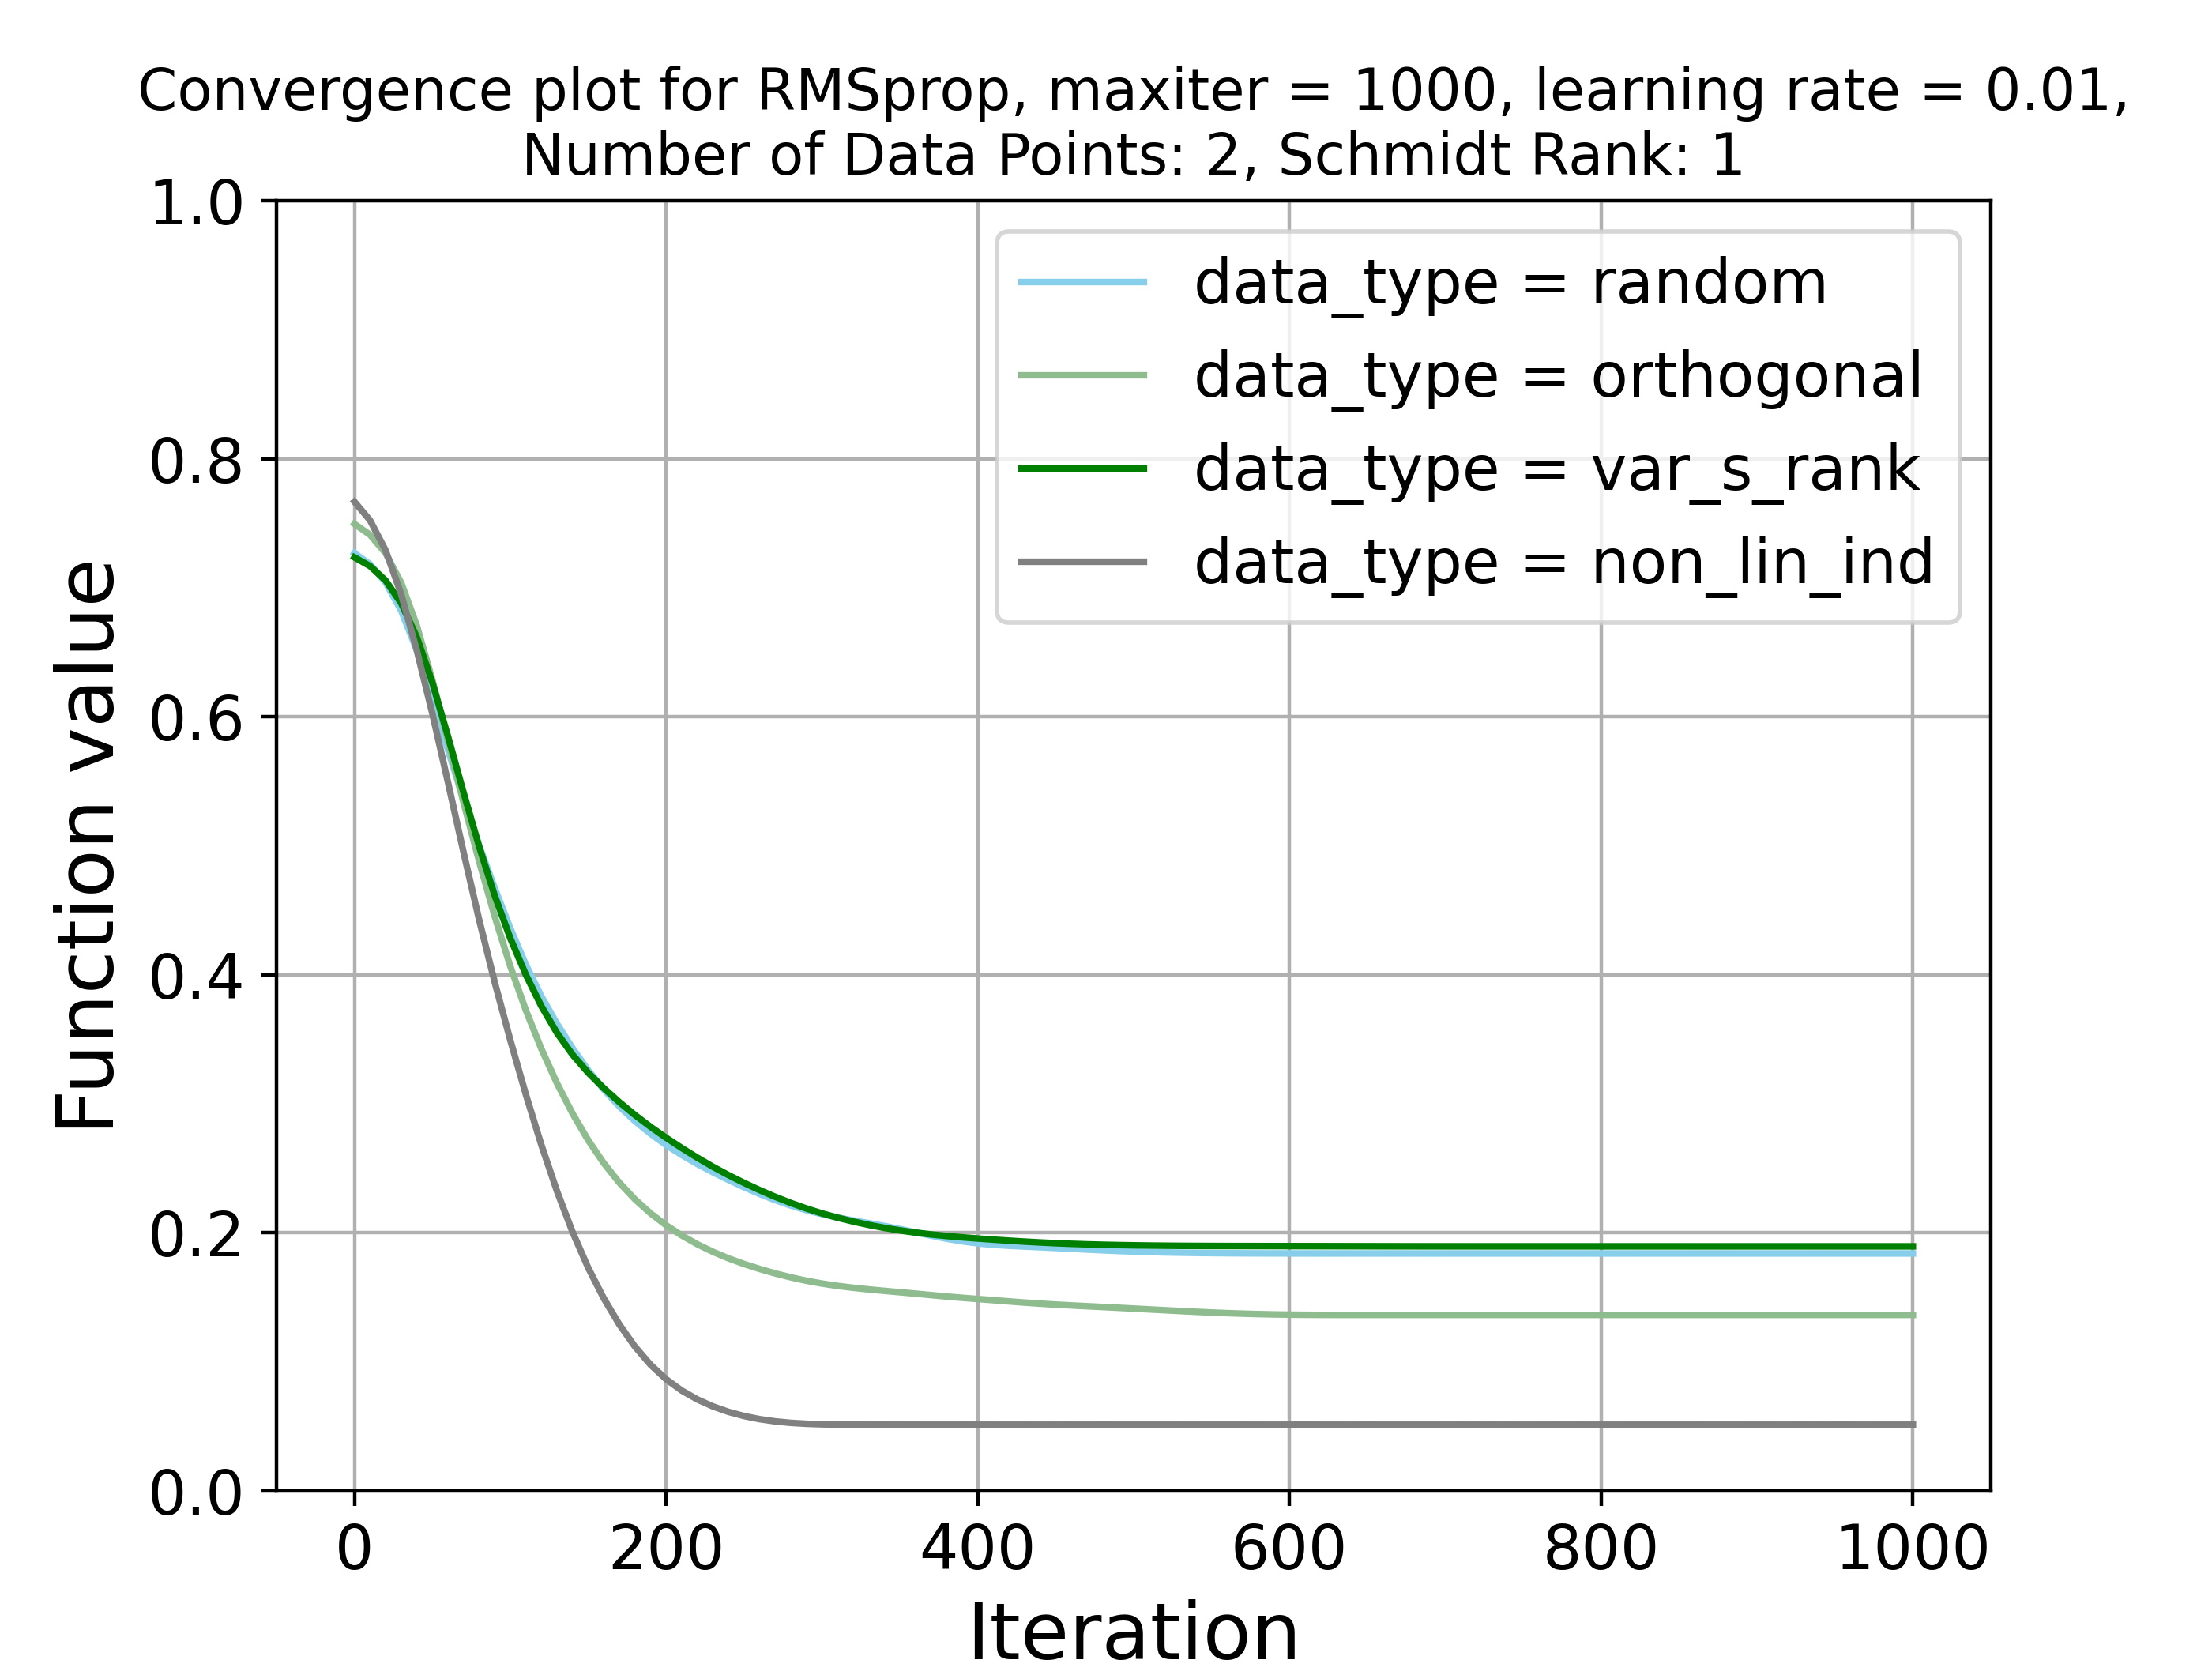 Convergence plot for RMSprop, maxiter = 1000, learning rate = 0.01,
Number of Data Points: 2, Schmidt Rank: 1
1.0
0.8
0.6
0.4
0.2
0.0
Function value
data_type = random
data_type = orthogonal
data_type = var_s_rank
data_type = non_lin_ind
0 200 400 600 800 1000
Iteration